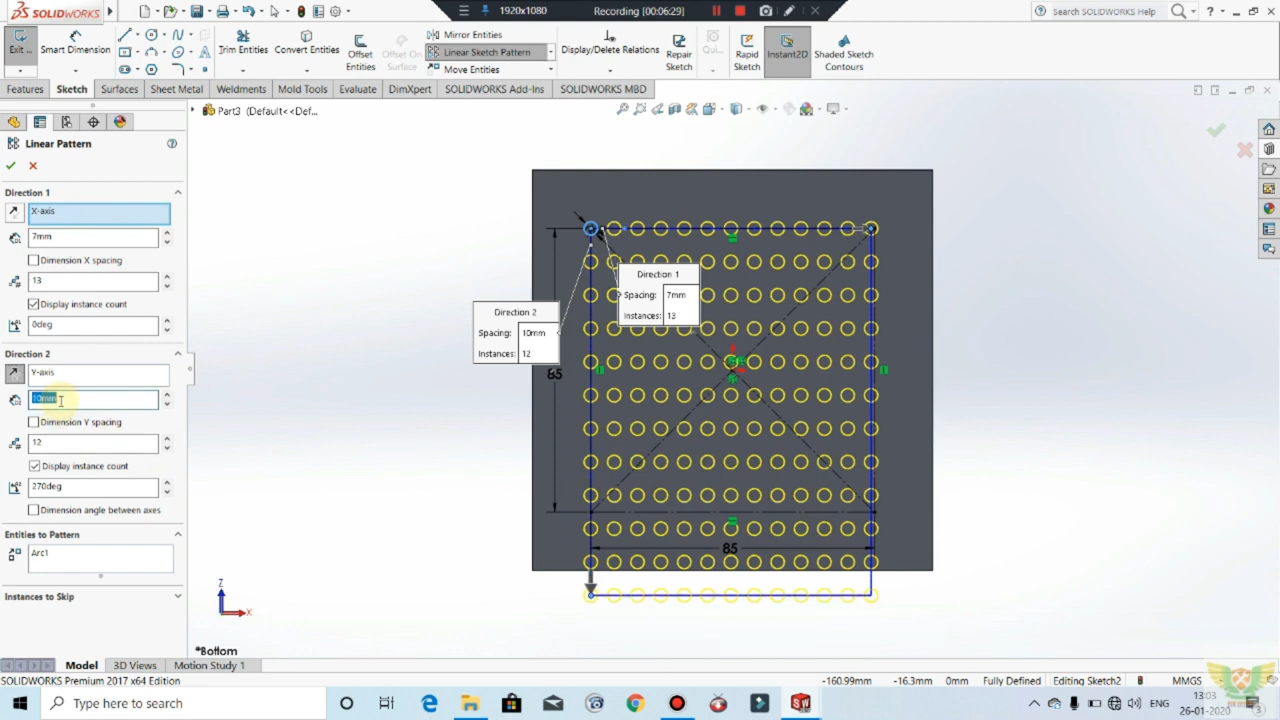 SOLIDWORKS
1920x1080
Recording [00:06:29]
Search SOLIDWORKS Help
Exit ...
Smart Dimension
Trim Entities
Convert Entities
Offset Entities
Offset On Surface
Mirror Entities
Linear Sketch Pattern
Move Entities
Display/Delete Relations
Repair Sketch
Qui...
Rapid Sketch
Instant2D
Shaded Sketch Contours
Features
Sketch
Surfaces
Sheet Metal
Weldments
Mold Tools
Evaluate
DimXpert
SOLIDWORKS Add-Ins
SOLIDWORKS MBD
Part3 (Default<<Def...
Linear Pattern
Direction 1
X-axis
7mm
Dimension X spacing
13
Display instance count
0deg
Direction 2
Y-axis
10mm
Dimension Y spacing
12
Display instance count
270deg
Dimension angle between axes
Entities to Pattern
Arc1
Instances to Skip
Direction 1
Spacing: 7mm
Instances: 13
Direction 2
Spacing: 10mm
Instances: 12
85
85
Z
X
*Bottom
Model
3D Views
Motion Study 1
SOLIDWORKS Premium 2017 x64 Edition
-160.99mm
-16.3mm
0mm
Fully Defined
Editing Sketch2
MMGS
Type here to search
ENG
13:03
26-01-2020